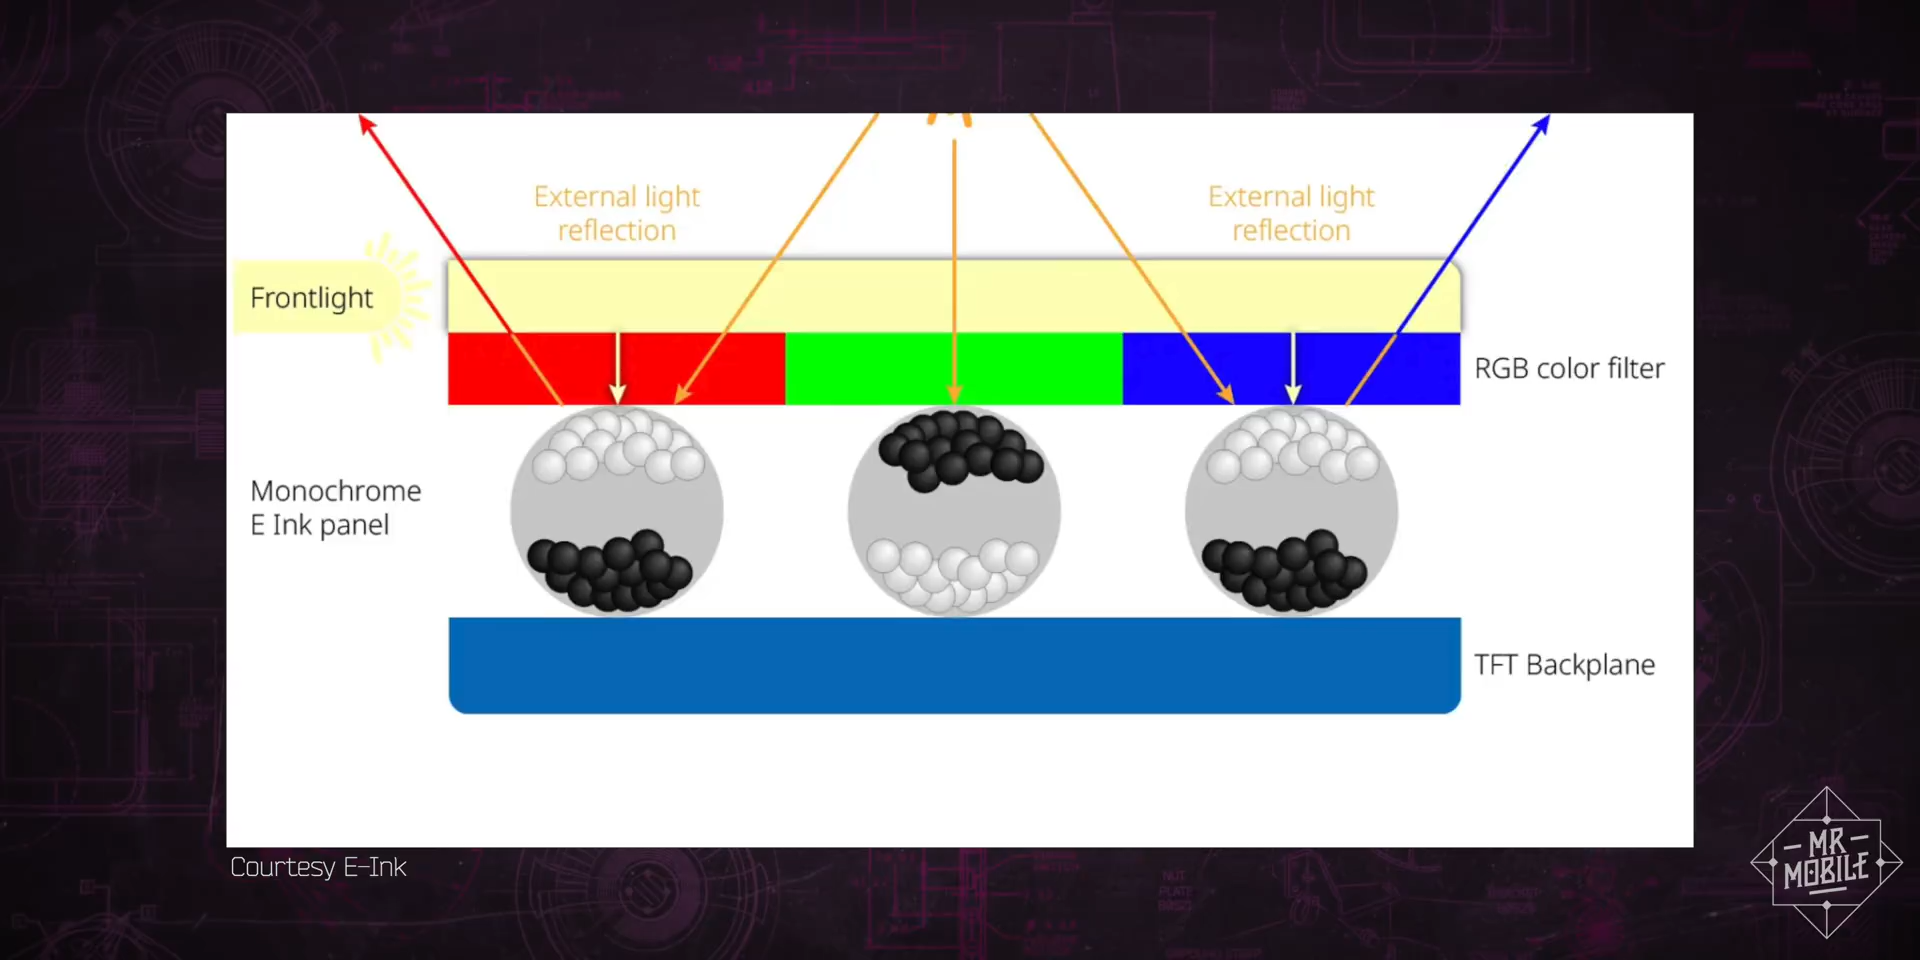 External light
reflection
External light
reflection
Frontlight
RGB color filter
Monochrome
E Ink panel
TFT Backplane
Courtesy E-Ink
MR
MOBILE